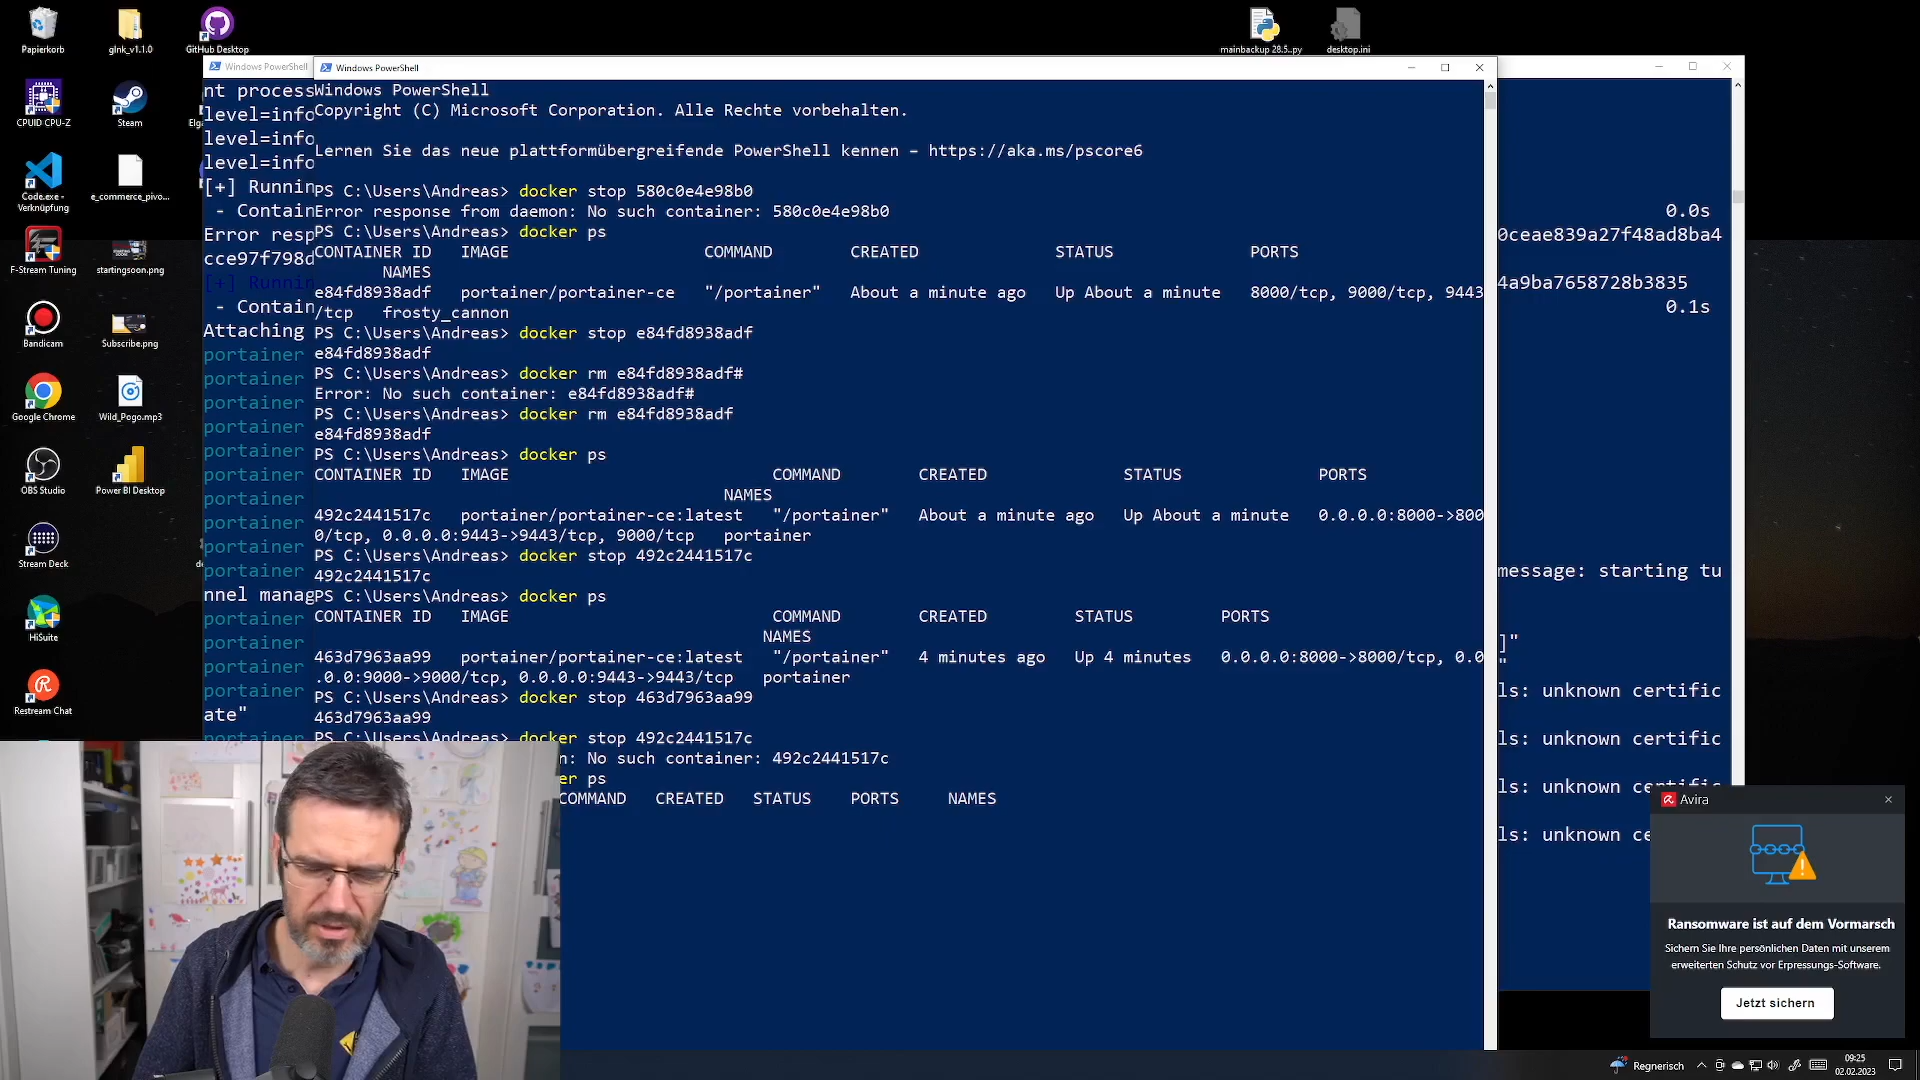 Papierkorb
gInk_v1.1.0
GitHub Desktop
mainbackup 28.5..py
desktop.ini
CPUID CPU-Z
Steam
Elga
Code.exe -
Verknüpfung
e_commerce_pivo...
F-Stream Tuning
startingsoon.png
Bandicam
Subscribe.png
Google Chrome
Wild_Pogo.mp3
OBS Studio
Power BI Desktop
Stream Deck
de
HiSuite
Restream Chat
Windows PowerShell
nt process
level=info
level=info
level=info
[+] Runnin
- Contain
0.0s
Error resp
0ceae839a27f48ad8ba4
cce97f798d
[+] Runnin
4a9ba7658728b3835
- Contain
0.1s
Attaching
portainer
portainer
portainer
portainer
portainer
portainer
portainer
portainer
portainer
message: starting tu
nnel manag
portainer
portainer
]"
portainer
"
portainer
ls: unknown certific
ate"
portainer
ls: unknown certific
ls: unknown certific
ls: unknown ce
Windows PowerShell
Windows PowerShell
Copyright (C) Microsoft Corporation. Alle Rechte vorbehalten.
Lernen Sie das neue plattformübergreifende PowerShell kennen – https://aka.ms/pscore6
PS C:\Users\Andreas> docker stop 580c0e4e98b0
Error response from daemon: No such container: 580c0e4e98b0
PS C:\Users\Andreas> docker ps
CONTAINER ID   IMAGE                    COMMAND        CREATED              STATUS              PORTS
NAMES
e84fd8938adf   portainer/portainer-ce   "/portainer"   About a minute ago   Up About a minute   8000/tcp, 9000/tcp, 9443
/tcp   frosty_cannon
PS C:\Users\Andreas> docker stop e84fd8938adf
e84fd8938adf
PS C:\Users\Andreas> docker rm e84fd8938adf#
Error: No such container: e84fd8938adf#
PS C:\Users\Andreas> docker rm e84fd8938adf
e84fd8938adf
PS C:\Users\Andreas> docker ps
CONTAINER ID   IMAGE                           COMMAND        CREATED              STATUS              PORTS
NAMES
492c2441517c   portainer/portainer-ce:latest   "/portainer"   About a minute ago   Up About a minute   0.0.0.0:8000->800
0/tcp, 0.0.0.0:9443->9443/tcp, 9000/tcp   portainer
PS C:\Users\Andreas> docker stop 492c2441517c
492c2441517c
PS C:\Users\Andreas> docker ps
CONTAINER ID   IMAGE                           COMMAND        CREATED         STATUS         PORTS
NAMES
463d7963aa99   portainer/portainer-ce:latest   "/portainer"   4 minutes ago   Up 4 minutes   0.0.0.0:8000->8000/tcp, 0.0
.0.0:9000->9000/tcp, 0.0.0.0:9443->9443/tcp   portainer
PS C:\Users\Andreas> docker stop 463d7963aa99
463d7963aa99
PS C:\Users\Andreas> docker stop 492c2441517c
n: No such container: 492c2441517c
er ps
COMMAND   CREATED   STATUS    PORTS     NAMES
Avira
Ransomware ist auf dem Vormarsch
Sichern Sie Ihre persönlichen Daten mit unserem
erweiterten Schutz vor Erpressungs-Software.
Jetzt sichern
Regnerisch
09:25
02.02.2023